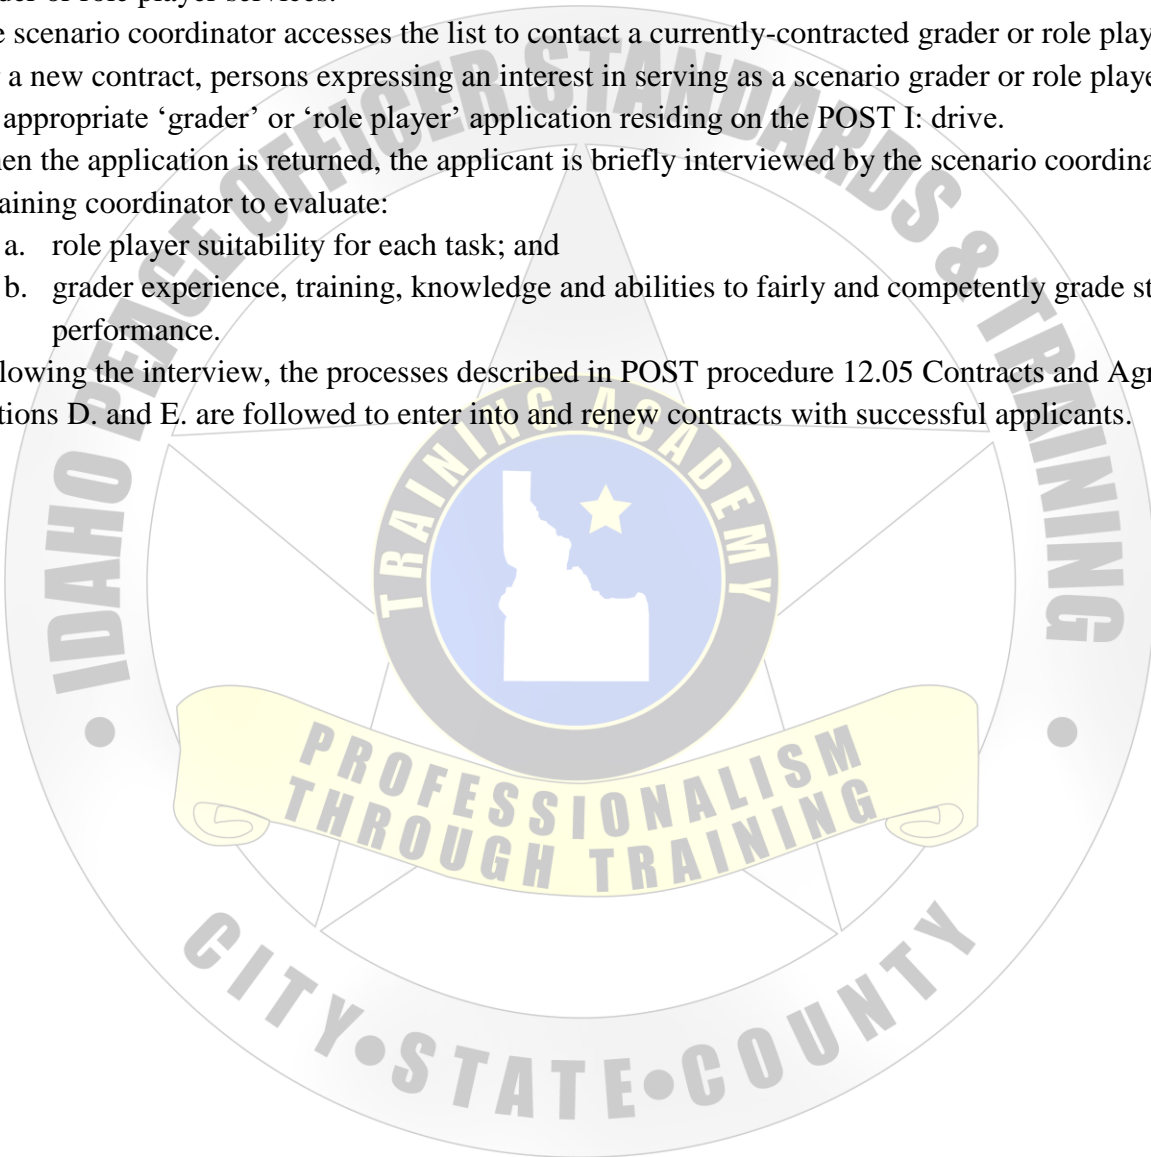 der or role player services.
e scenario coordinator accesses the list to contact a currently-contracted grader or role play
r a new contract, persons expressing an interest in serving as a scenario grader or role playe
appropriate ‘grader’ or ‘role player’ application residing on the POST I: drive.
hen the application is returned, the applicant is briefly interviewed by the scenario coordina
aining coordinator to evaluate:
a. role player suitability for each task; and
b. grader experience, training, knowledge and abilities to fairly and competently grade st
performance.
lowing the interview, the processes described in POST procedure 12.05 Contracts and Agr
tions D. and E. are followed to enter into and renew contracts with successful applicants.
IDAHO PEACE OFFICER STANDARDS & TRAINING
TRAINING ACADEMY
PROFESSIONALISM
THROUGH TRAINING
CITY•STATE•COUNTY